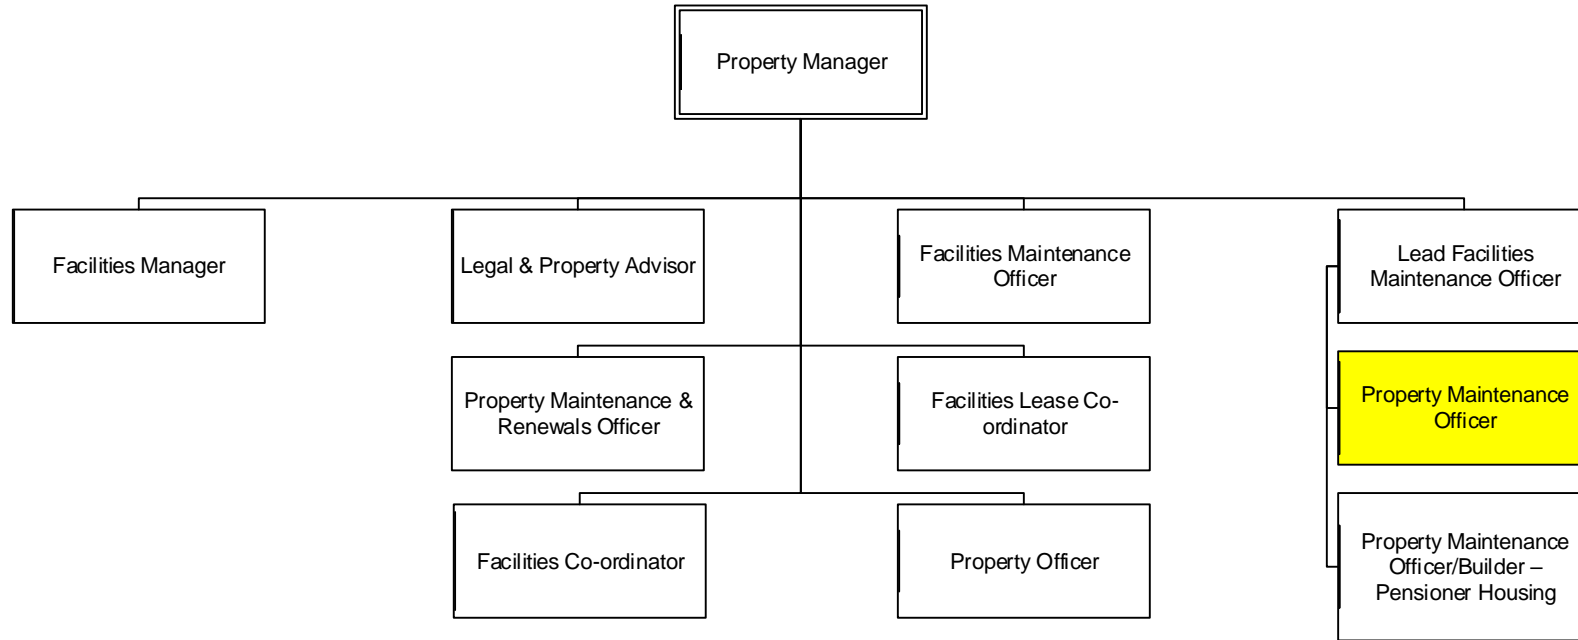 Property Manager
Facilities Manager
Legal & Property Advisor
Facilities Maintenance
Officer
Lead Facilities
Maintenance Officer
Property Maintenance &
Renewals Officer
Facilities Lease Co-
ordinator
Property Maintenance
Officer
Facilities Co-ordinator
Property Officer
Property Maintenance
Officer/Builder –
Pensioner Housing